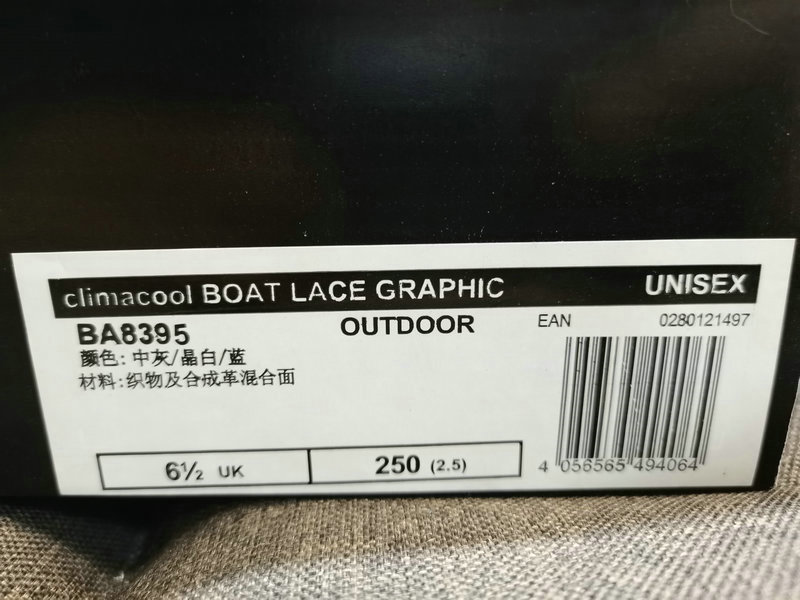 climacool BOAT LACE GRAPHIC UNISEX
BA8395 OUTDOOR EAN 0280121497
颜色: 中灰/晶白/蓝
材料: 织物及合成革混合面
6½ UK 250 (2.5)
4 056565 494064